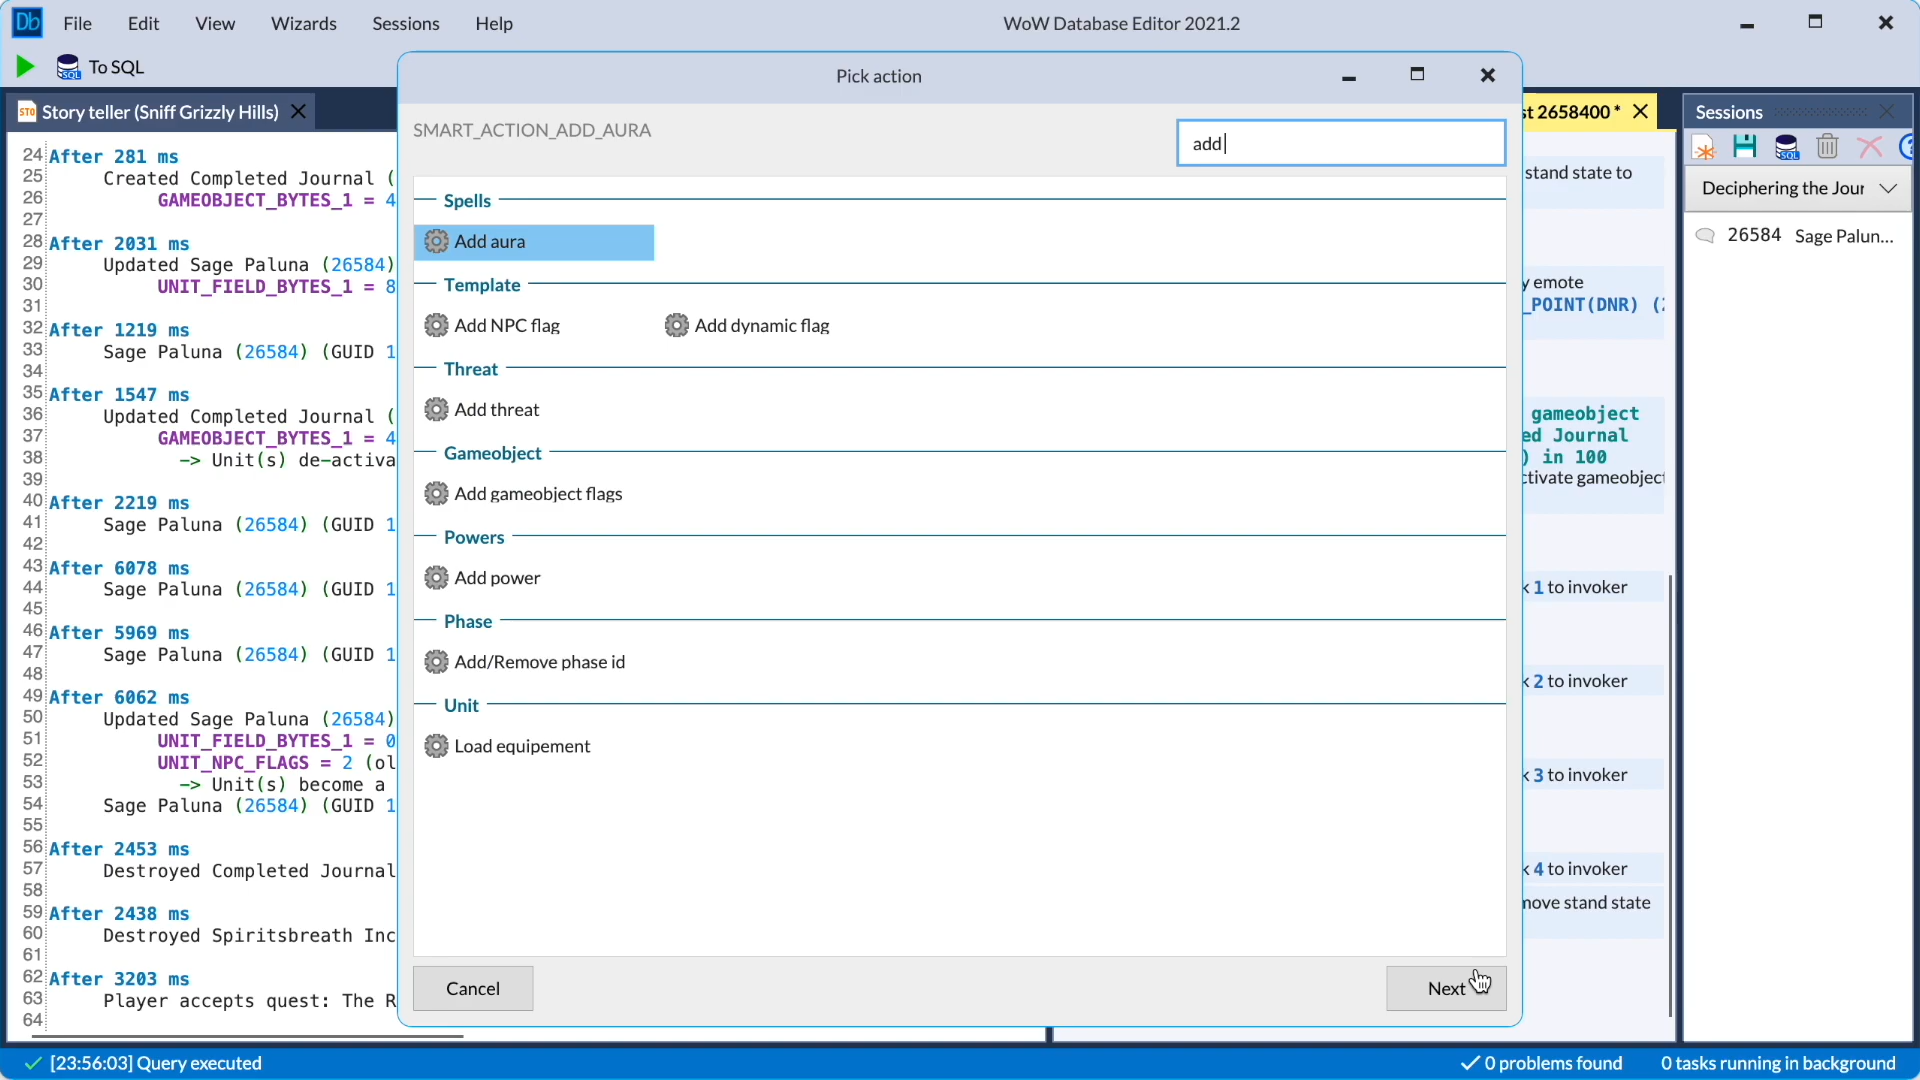 Db File Edit View Wizards Sessions Help WoW Database Editor 2021.2
SQL To SQL
STO Story teller (Sniff Grizzly Hills)
24 After 281 ms
25 Created Completed Journal (
26 GAMEOBJECT_BYTES_1 = 4
27
28 After 2031 ms
29 Updated Sage Paluna (26584)
30 UNIT_FIELD_BYTES_1 = 8
31
32 After 1219 ms
33 Sage Paluna (26584) (GUID 1
34
35 After 1547 ms
36 Updated Completed Journal (
37 GAMEOBJECT_BYTES_1 = 4
38 -> Unit(s) de-activa
39
40 After 2219 ms
41 Sage Paluna (26584) (GUID 1
42
43 After 6078 ms
44 Sage Paluna (26584) (GUID 1
45
46 After 5969 ms
47 Sage Paluna (26584) (GUID 1
48
49 After 6062 ms
50 Updated Sage Paluna (26584)
51 UNIT_FIELD_BYTES_1 = 0
52 UNIT_NPC_FLAGS = 2 (ol
53 -> Unit(s) become a
54 Sage Paluna (26584) (GUID 1
55
56 After 2453 ms
57 Destroyed Completed Journal
58
59 After 2438 ms
60 Destroyed Spiritsbreath Inc
61
62 After 3203 ms
63 Player accepts quest: The R
64
Pick action
SMART_ACTION_ADD_AURA
add
Spells
Add aura
Template
Add NPC flag Add dynamic flag
Threat
Add threat
Gameobject
Add gameobject flags
Powers
Add power
Phase
Add/Remove phase id
Unit
Load equipement
Cancel Next
st 2658400 *
stand state to
y emote
_POINT(DNR) (
gameobject
ed Journal
) in 100
ctivate gameobject
1 to invoker
2 to invoker
3 to invoker
4 to invoker
move stand state
Sessions
SQL
Deciphering the Jour
26584 Sage Palun...
[23:56:03] Query executed 0 problems found 0 tasks running in background